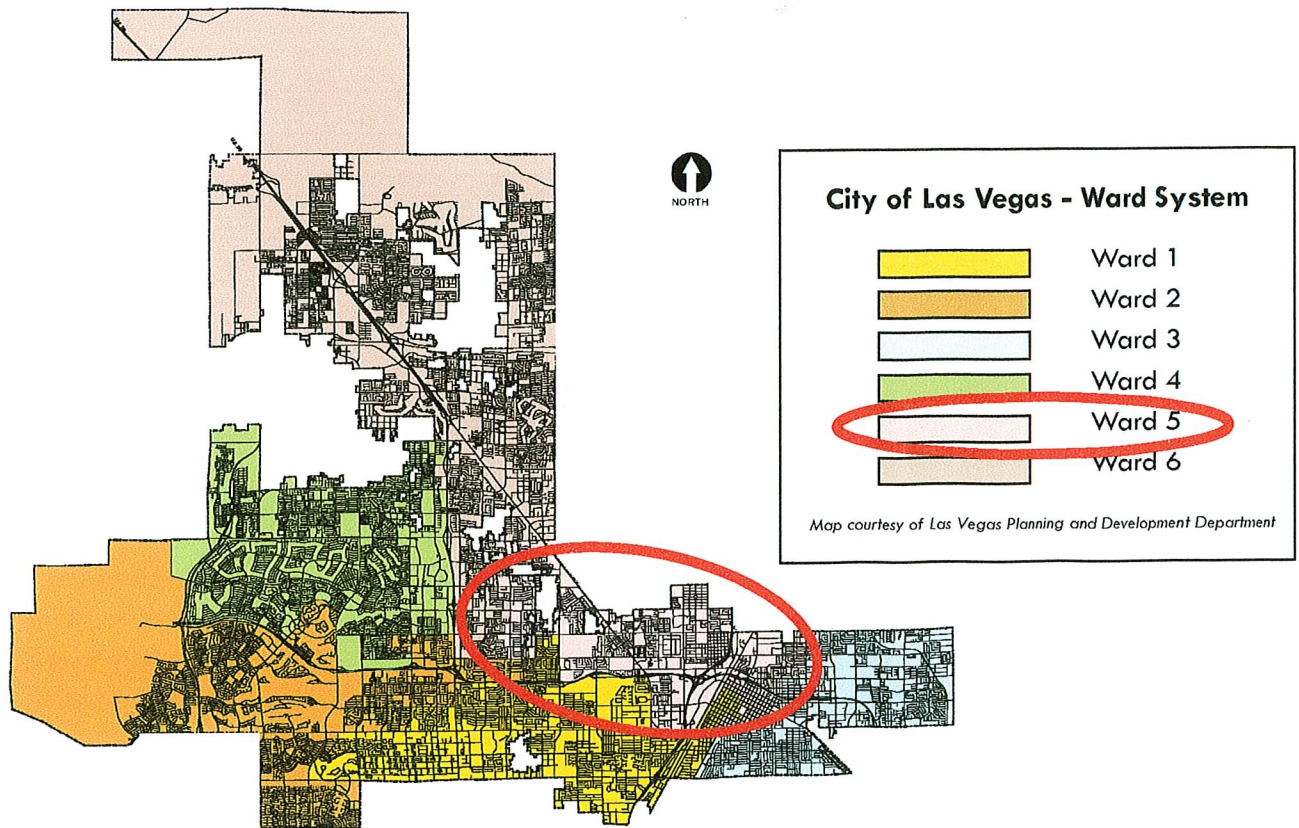 NORTH
City of Las Vegas - Ward System
Ward 1
Ward 2
Ward 3
Ward 4
Ward 5
Ward 6
Map courtesy of Las Vegas Planning and Development Department